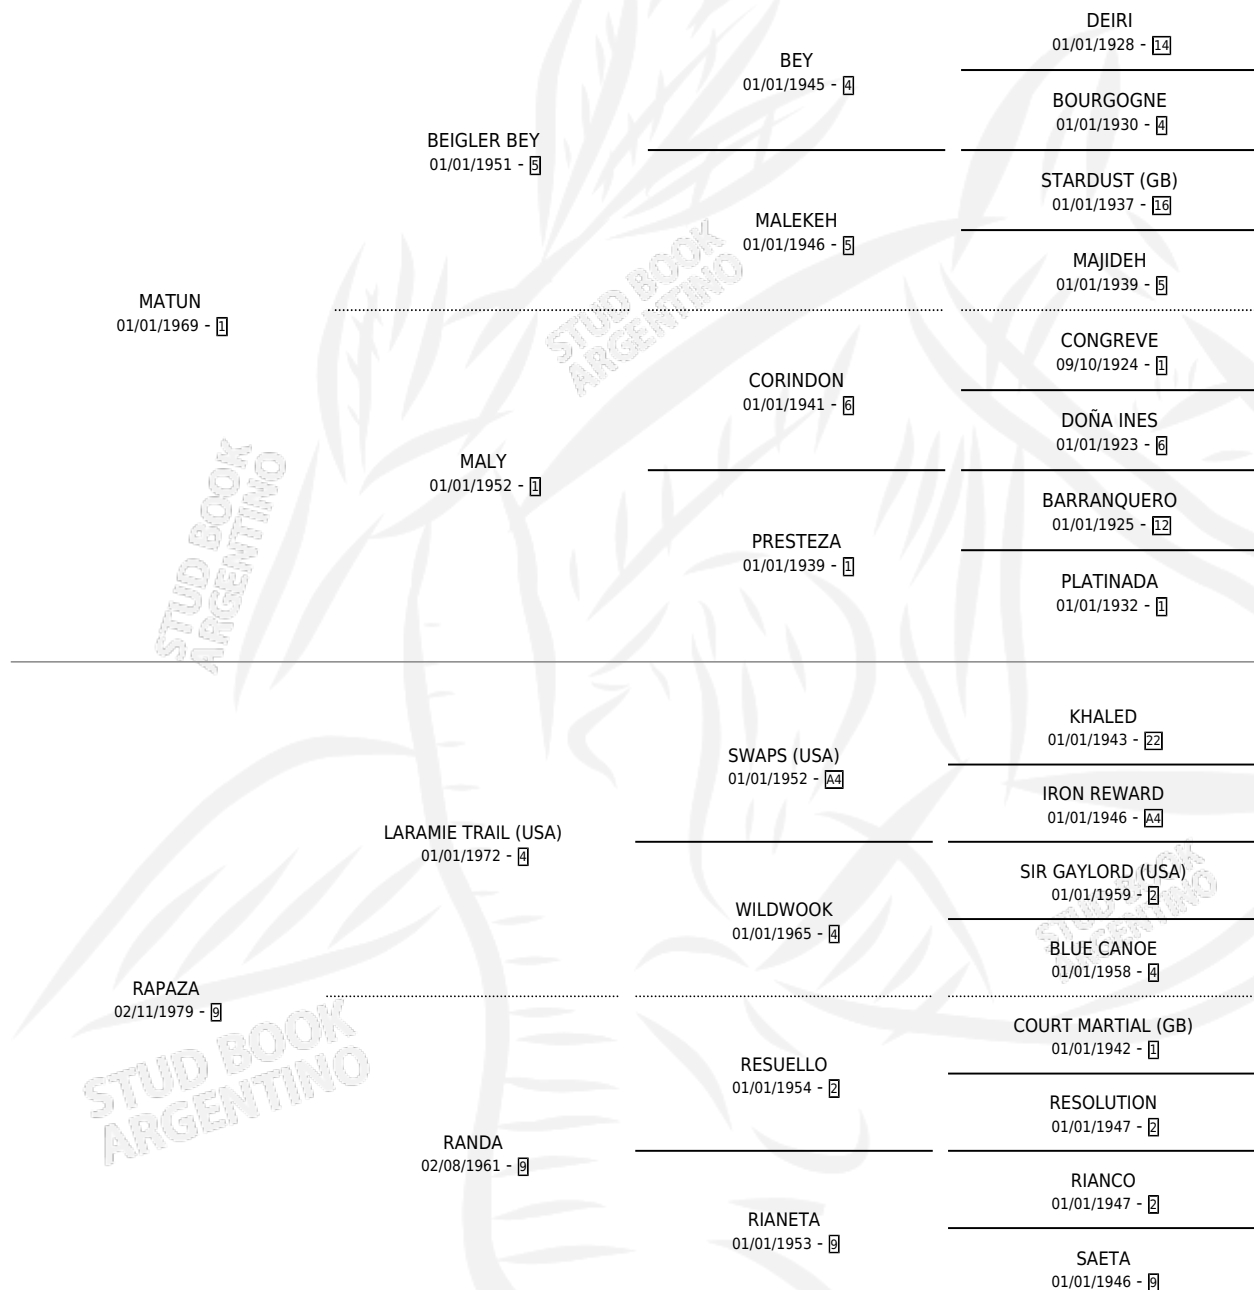 DEIRI
01/01/1928 - 14
BEY
01/01/1945 - 4
BOURGOGNE
01/01/1930 - 4
BEIGLER BEY
01/01/1951 - 5
STARDUST (GB)
01/01/1937 - 16
MALEKEH
01/01/1946 - 5
MAJIDEH
01/01/1939 - 5
MATUN
01/01/1969 - 1
CONGREVE
09/10/1924 - 1
CORINDON
01/01/1941 - 6
DOÑA INES
01/01/1923 - 6
MALY
01/01/1952 - 1
BARRANQUERO
01/01/1925 - 12
PRESTEZA
01/01/1939 - 1
PLATINADA
01/01/1932 - 1
STUD BOOK
ARGENTINO
STUD BOOK
ARGENTINO
KHALED
01/01/1943 - 22
SWAPS (USA)
01/01/1952 - A4
IRON REWARD
01/01/1946 - A4
LARAMIE TRAIL (USA)
01/01/1972 - 4
SIR GAYLORD (USA)
01/01/1959 - 2
WILDWOOK
01/01/1965 - 4
BLUE CANOE
01/01/1958 - 4
RAPAZA
02/11/1979 - 9
COURT MARTIAL (GB)
01/01/1942 - 1
RESUELLO
01/01/1954 - 2
RESOLUTION
01/01/1947 - 2
RANDA
02/08/1961 - 9
RIANCO
01/01/1947 - 2
RIANETA
01/01/1953 - 9
SAETA
01/01/1946 - 9
STUD BOOK
ARGENTINO
STUD BOOK
ARGENTINO